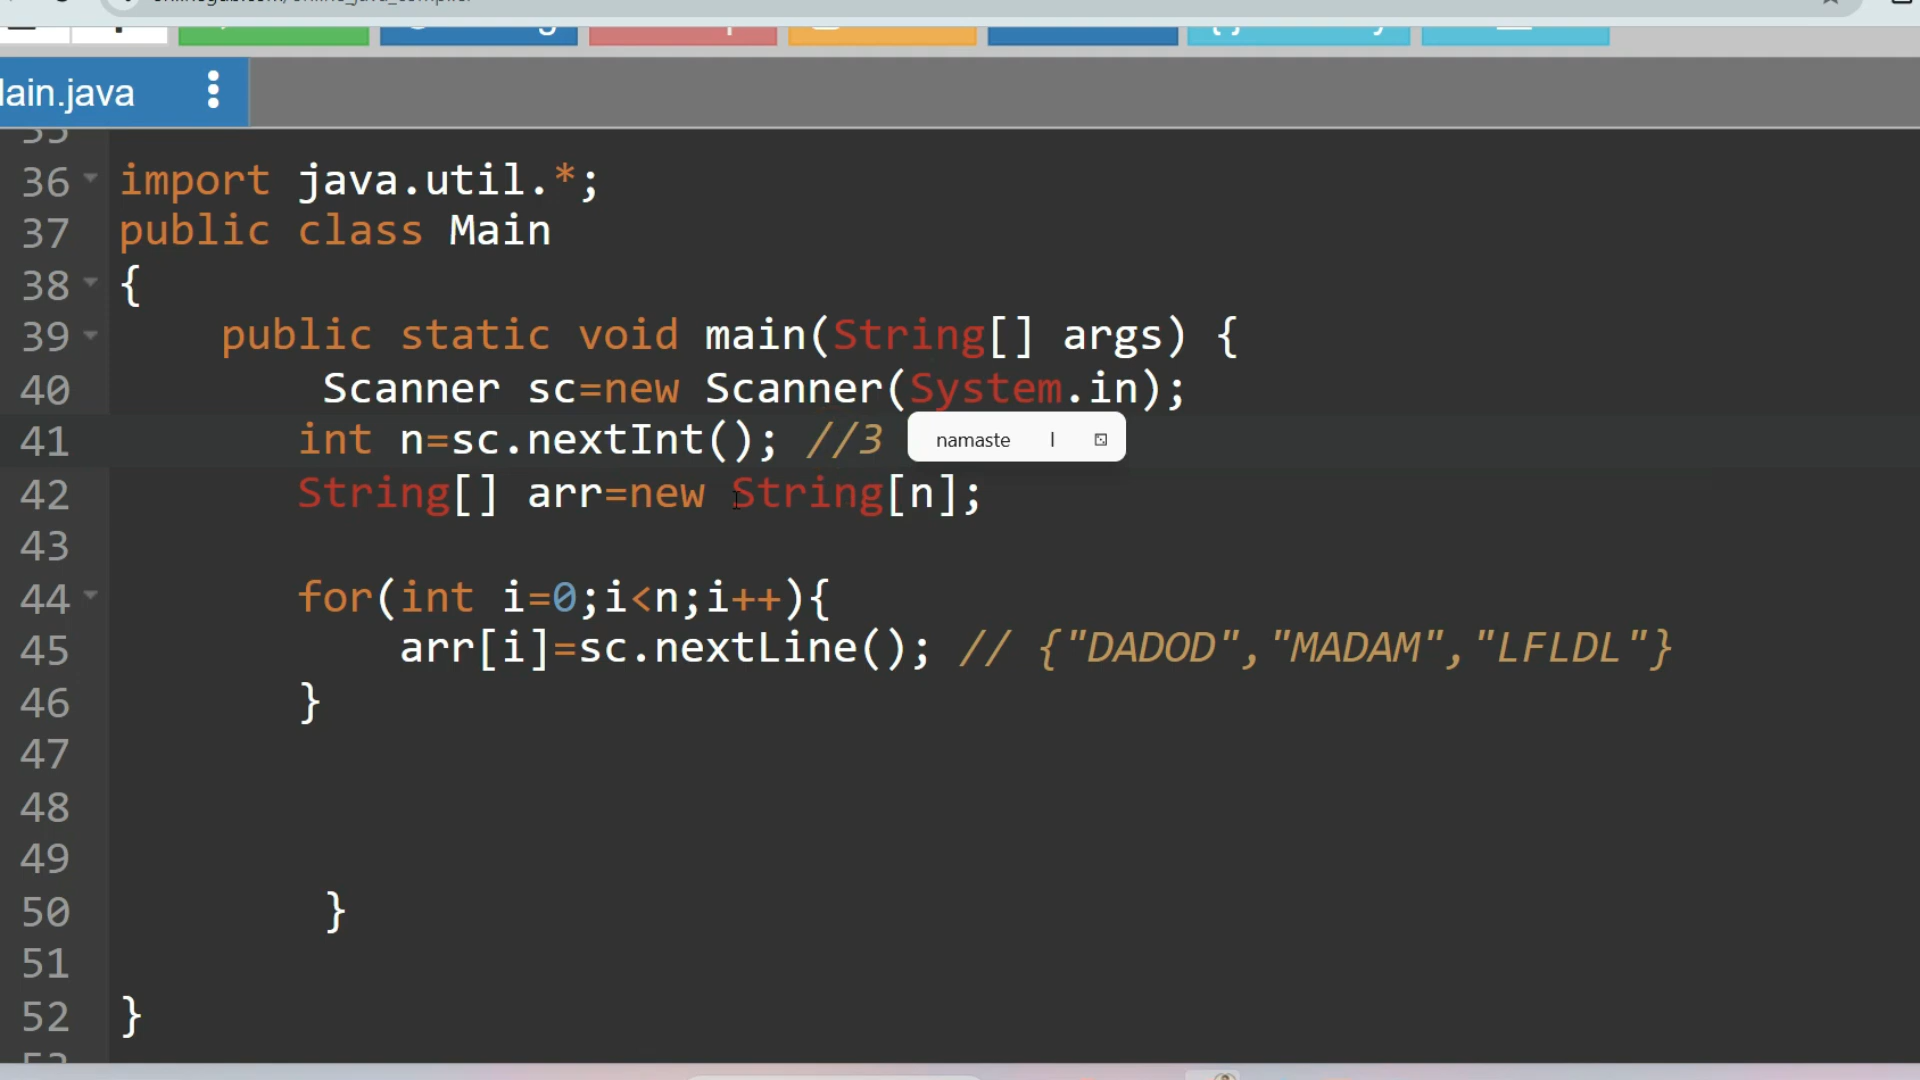 ain.java
36 import java.util.*;
37 public class Main
38 {
39 public static void main(String[] args) {
40 Scanner sc=new Scanner(System.in);
41 int n=sc.nextInt(); //3
namaste
42 String[] arr=new String[n];
43
44 for(int i=0;i<n;i++){
45 arr[i]=sc.nextLine(); // {"DADOD","MADAM","LFLDL"}
46 }
47
48
49
50 }
51
52 }